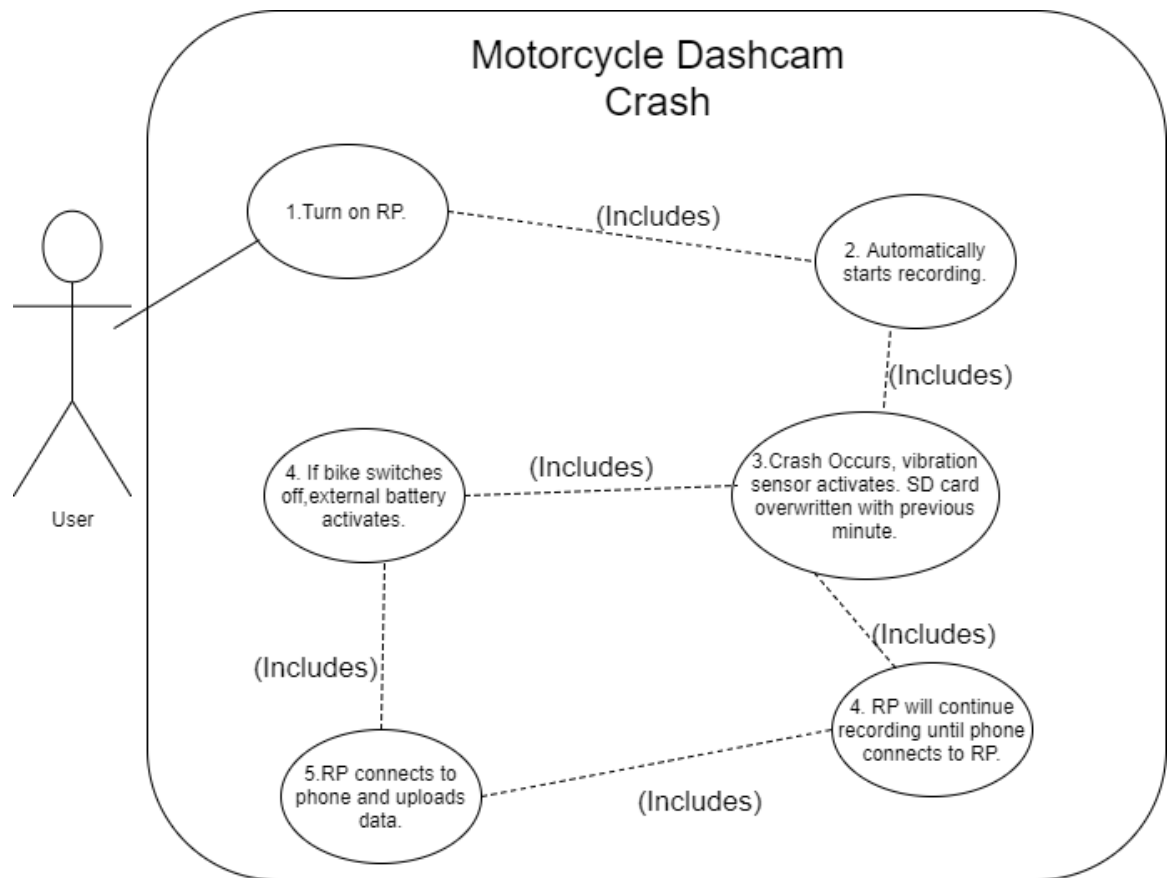 Motorcycle Dashcam
Crash
1.Turn on RP.
(Includes)
2. Automatically
starts recording.
(Includes)
3.Crash Occurs, vibration
sensor activates. SD card
overwritten with previous
minute.
(Includes)
4. If bike switches
off,external battery
activates.
User
(Includes)
(Includes)
4. RP will continue
recording until phone
connects to RP.
5.RP connects to
phone and uploads
data.
(Includes)